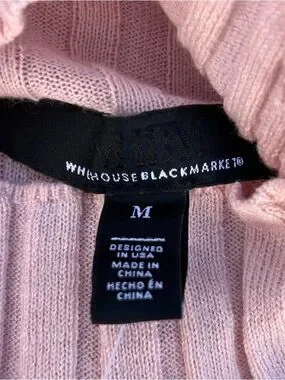 WHITEHOUSEBLACKMARKET®
M
DESIGNED
IN USA
MADE IN
CHINA
HECHO EN
CHINA